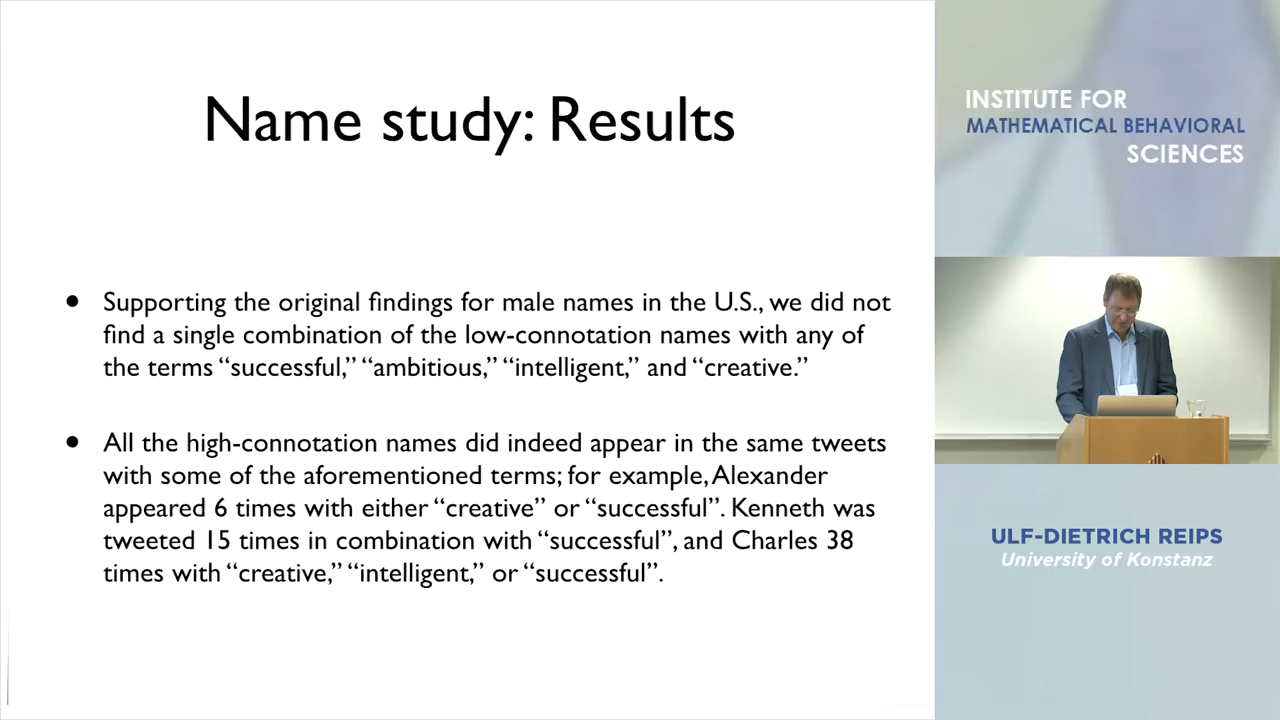 Name study: Results
• Supporting the original findings for male names in the U.S., we did not
find a single combination of the low-connotation names with any of
the terms “successful,” “ambitious,” “intelligent,” and “creative.”
• All the high-connotation names did indeed appear in the same tweets
with some of the aforementioned terms; for example, Alexander
appeared 6 times with either “creative” or “successful”. Kenneth was
tweeted 15 times in combination with “successful”, and Charles 38
times with “creative,” “intelligent,” or “successful”.
INSTITUTE FOR
MATHEMATICAL BEHAVIORAL
SCIENCES
ULF-DIETRICH REIPS
University of Konstanz